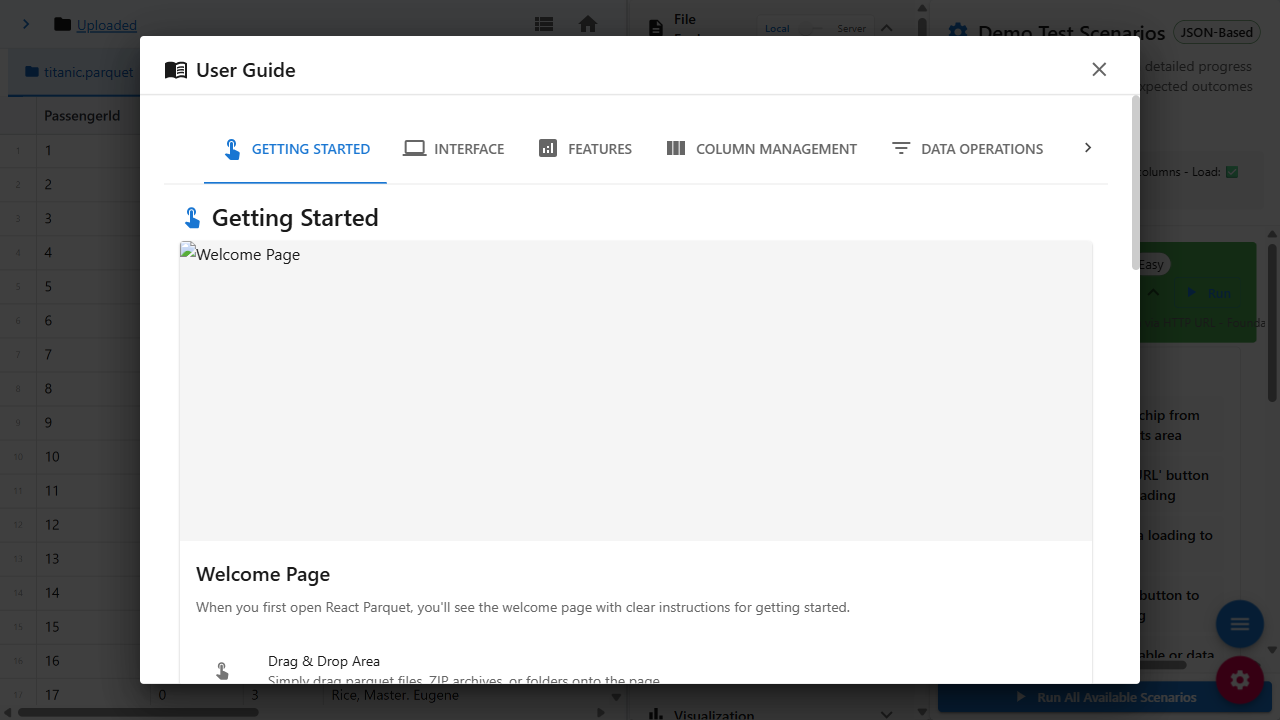 Uploaded
File
Local
Server
Demo Test Scenarios
JSON-Based
titanic.parquet
detailed progress
expected outcomes
User Guide
GETTING STARTED
INTERFACE
FEATURES
COLUMN MANAGEMENT
DATA OPERATIONS
PassengerId
1 1
2 2
3 3
4 4
5 5
6 6
7 7
8 8
9 9
10 10
11 11
12 12
13 13
14 14
15 15
16 16
17 17 0 3 Rice, Master. Eugene
Getting Started
Welcome Page
Welcome Page
When you first open React Parquet, you'll see the welcome page with clear instructions for getting started.
Drag & Drop Area
Simply drag parquet files, ZIP archives, or folders onto the page
columns - Load: ✅
Easy
Run
HTTP URL
chip from
area
URL' button
loading
loading to
button to
table or data
Run All Available Scenarios
Visualization